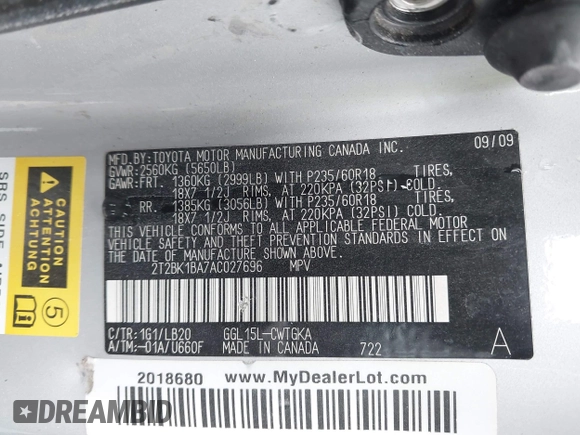 MFD. BY: TOYOTA MOTOR MANUFACTURING CANADA INC. 09/09
GVWR: 2560KG (5650LB)
GAWR: FRT. 1360KG (2999LB) WITH P235/60R18 TIRES,
18X7 1/2J RIMS, AT 220KPA (32PSI) COLD.
RR. 1385KG (3056LB) WITH P235/60R18 TIRES,
18X7 1/2J RIMS, AT 220KPA (32PSI) COLD.
THIS VEHICLE CONFORMS TO ALL APPLICABLE FEDERAL MOTOR
VEHICLE SAFETY AND THEFT PREVENTION STANDARDS IN EFFECT ON
THE DATE OF MANUFACTURE SHOWN ABOVE.
2T2BK1BA7AC027696 MPV
C/TR: 1G1/LB20 GGL15L-CWTGKA
A/TM: -01A/U660F MADE IN CANADA 722 A
CAUTION
ATTENTION
ACHTUNG
5
2018680 www.MyDealerLot.com
DREAMBID